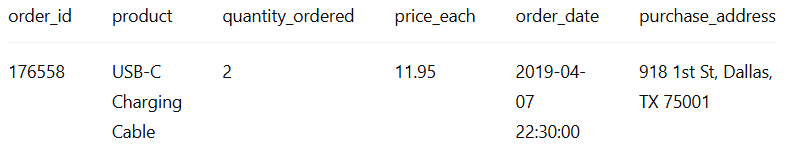 order_id product quantity_ordered price_each order_date purchase_address
176558 USB-C 2 11.95 2019-04- 918 1st St, Dallas,
Charging 07 TX 75001
Cable 22:30:00